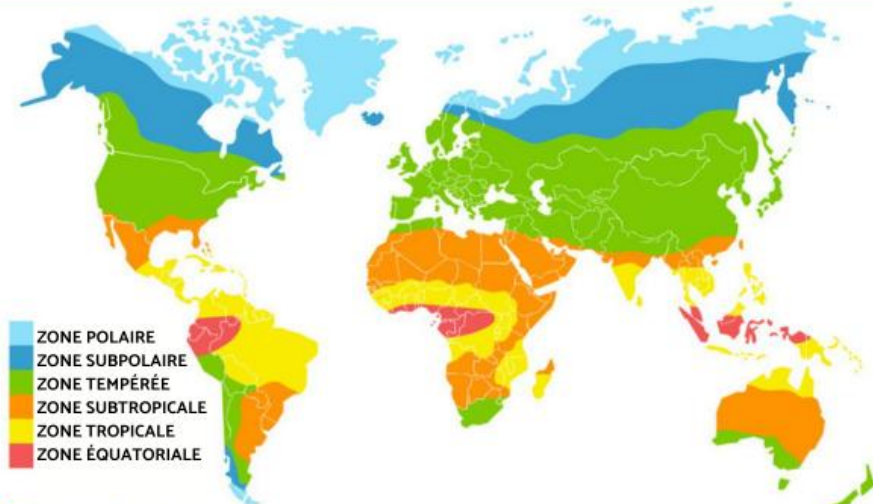 ZONE POLAIRE
ZONE SUBPOLAIRE
ZONE TEMPÉRÉE
ZONE SUBTROPICALE
ZONE TROPICALE
ZONE ÉQUATORIALE